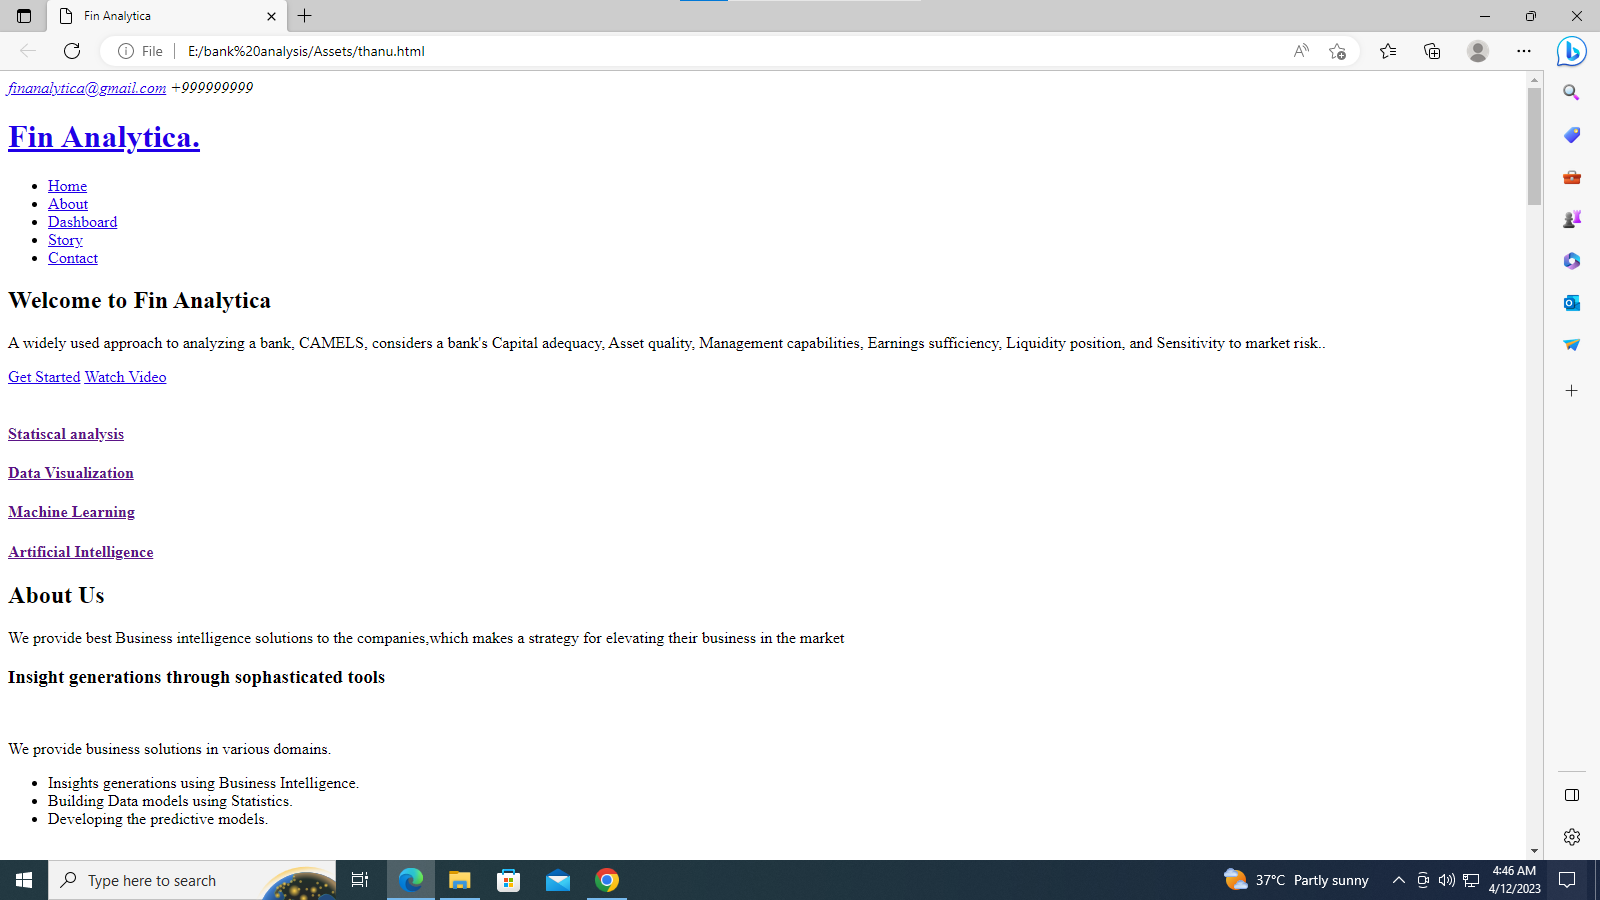 Fin Analytica
File
E:/bank%20analysis/Assets/thanu.html
finanalytica@gmail.com +999999999
Fin Analytica.
Home
About
Dashboard
Story
Contact
Welcome to Fin Analytica
A widely used approach to analyzing a bank, CAMELS, considers a bank's Capital adequacy, Asset quality, Management capabilities, Earnings sufficiency, Liquidity position, and Sensitivity to market risk..
Get Started Watch Video
Statiscal analysis
Data Visualization
Machine Learning
Artificial Intelligence
About Us
We provide best Business intelligence solutions to the companies,which makes a strategy for elevating their business in the market
Insight generations through sophasticated tools
We provide business solutions in various domains.
Insights generations using Business Intelligence.
Building Data models using Statistics.
Developing the predictive models.
Type here to search
37°C Partly sunny
4:46 AM
4/12/2023